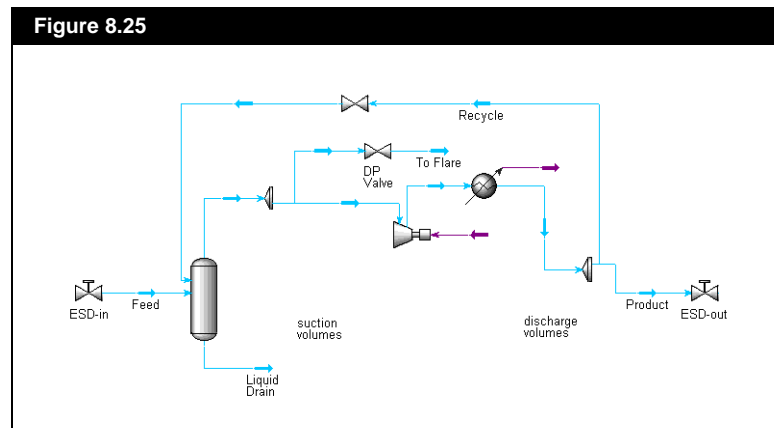 Figure 8.25
Recycle
To Flare
DP
Valve
ESD-in
Feed
suction
volumes
discharge
volumes
Product
ESD-out
Liquid
Drain